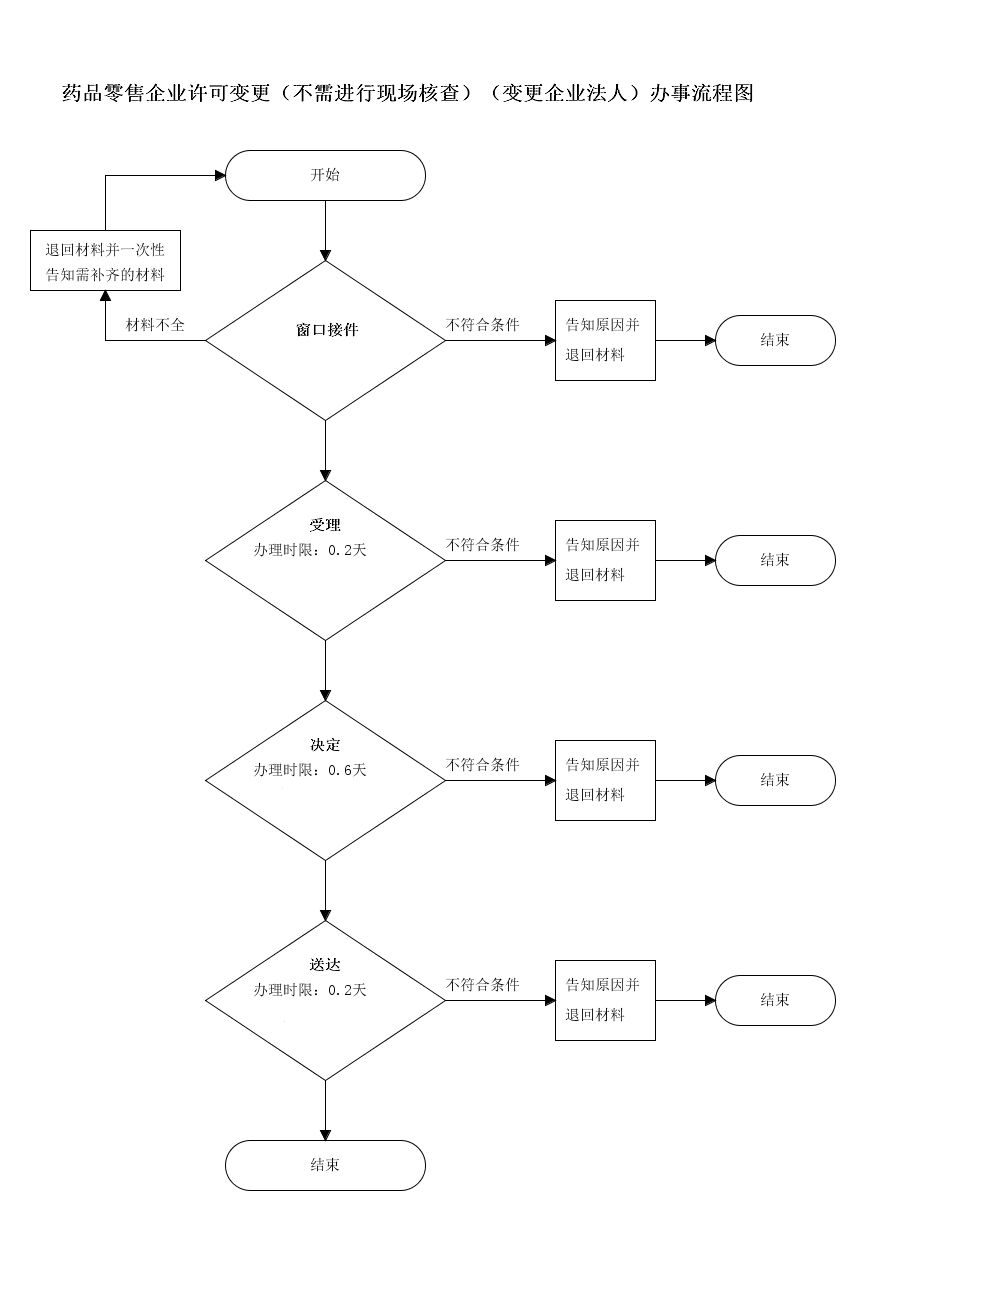 药品零售企业许可变更（不需进行现场核查）（变更企业法人）办事流程图
开始
退回材料并一次性
告知需补齐的材料
材料不全
窗口接件
不符合条件
告知原因并
退回材料
结束
受理
办理时限：0.2天
不符合条件
告知原因并
退回材料
结束
决定
办理时限：0.6天
不符合条件
告知原因并
退回材料
结束
送达
办理时限：0.2天
不符合条件
告知原因并
退回材料
结束
结束